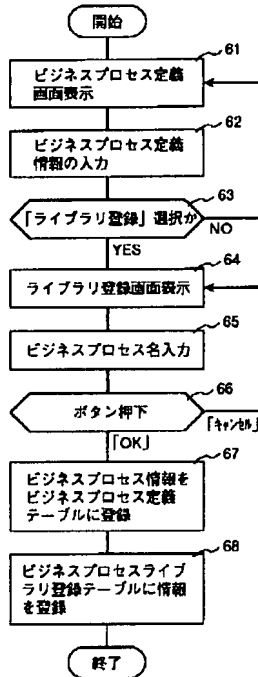 開始
61
ビジネスプロセス定義
画面表示
62
ビジネスプロセス定義
情報の入力
63
「ライブラリ登録」選択か
NO
YES
64
ライブラリ登録画面表示
65
ビジネスプロセス名入力
66
ボタン押下
「キャンセル」
「OK」
67
ビジネスプロセス情報を
ビジネスプロセス定義
テーブルに登録
68
ビジネスプロセスライブ
ラリ登録テーブルに情報
を登録
終了